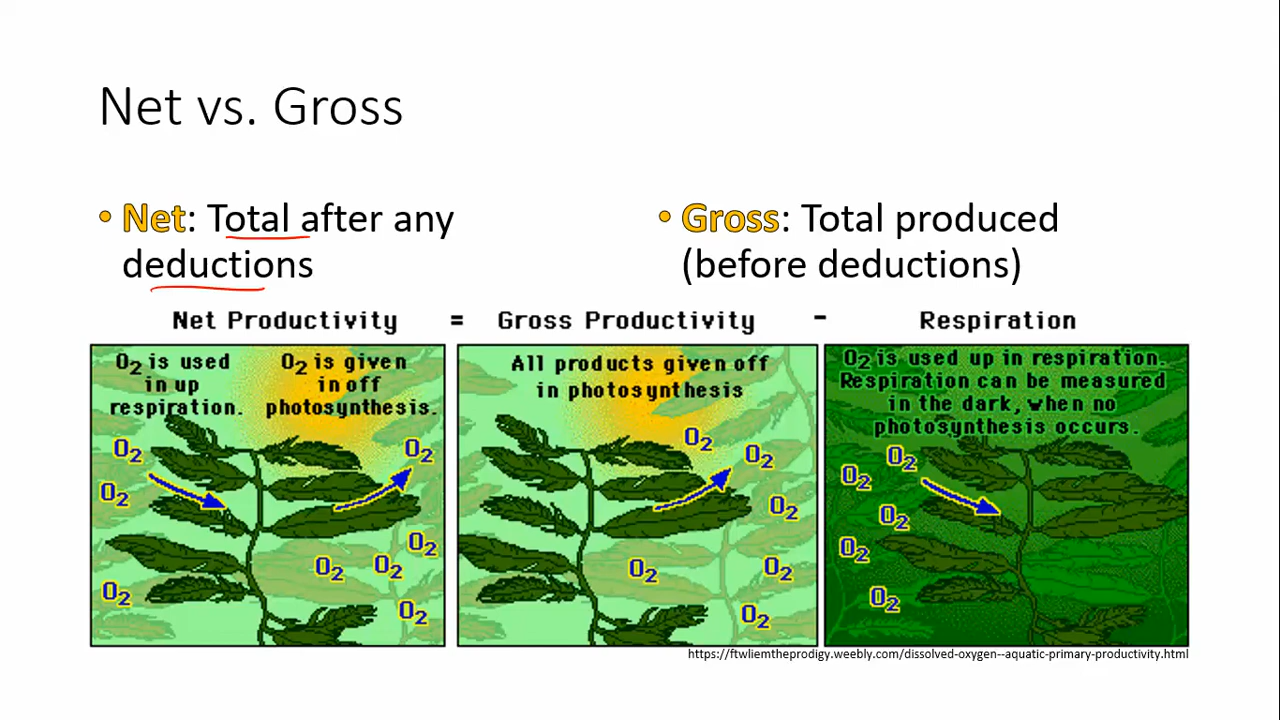 Net vs. Gross
• Net: Total after any
deductions
• Gross: Total produced
(before deductions)
Net Productivity = Gross Productivity - Respiration
O₂ is used
in up
respiration.
O₂ is given
in off
photosynthesis.
O₂
O₂
O₂
O₂
O₂
O₂
O₂
O₂
All products given off
in photosynthesis
O₂
O₂
O₂
O₂
O₂
O₂
O₂ is used up in respiration.
Respiration can be measured
in the dark, when no
photosynthesis occurs.
O₂
O₂
O₂
O₂
O₂
https://ftwliemtheprodigy.weebly.com/dissolved-oxygen--aquatic-primary-productivity.html